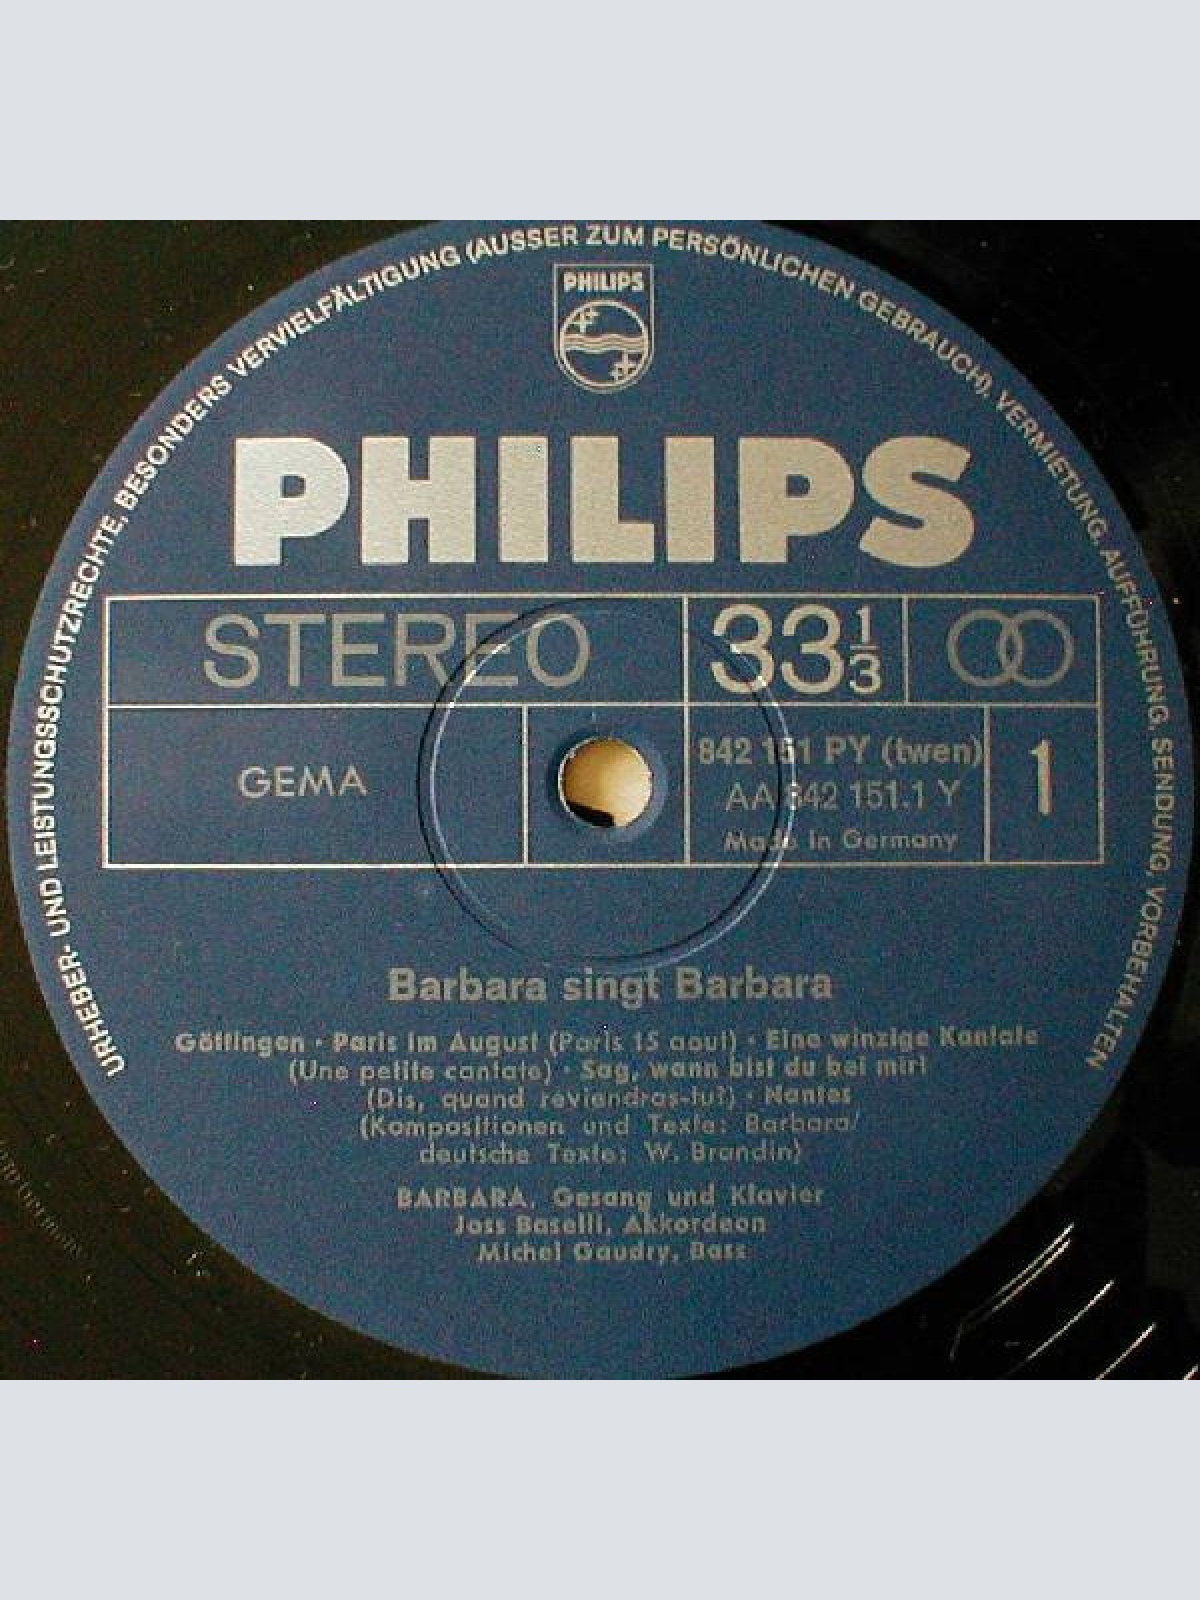 URHEBER- UND LEISTUNGSSCHUTZRECHTE, BESONDERS VERVIELFÄLTIGUNG (AUSSER ZUM PERSÖNLICHEN GEBRAUCH), VERMIETUNG, AUFFÜHRUNG, SENDUNG, VORBEHALTEN
PHILIPS
PHILIPS
STEREO
33 1/3
GEMA
842 151 PY (twen)
AA 842 151.1 Y
Made in Germany
1
Barbara singt Barbara
Göttingen · Paris im August (Paris 15 aout) · Eine winzige Kantate
(Une petite cantate) · Sag, wann bist du bei mir!
(Dis, quand reviendras-tu?) · Nantes
(Kompositionen und Texte: Barbara/
deutsche Texte: W. Brandin)
BARBARA, Gesang und Klavier
Joss Baselli, Akkordeon
Michel Gaudry, Bass